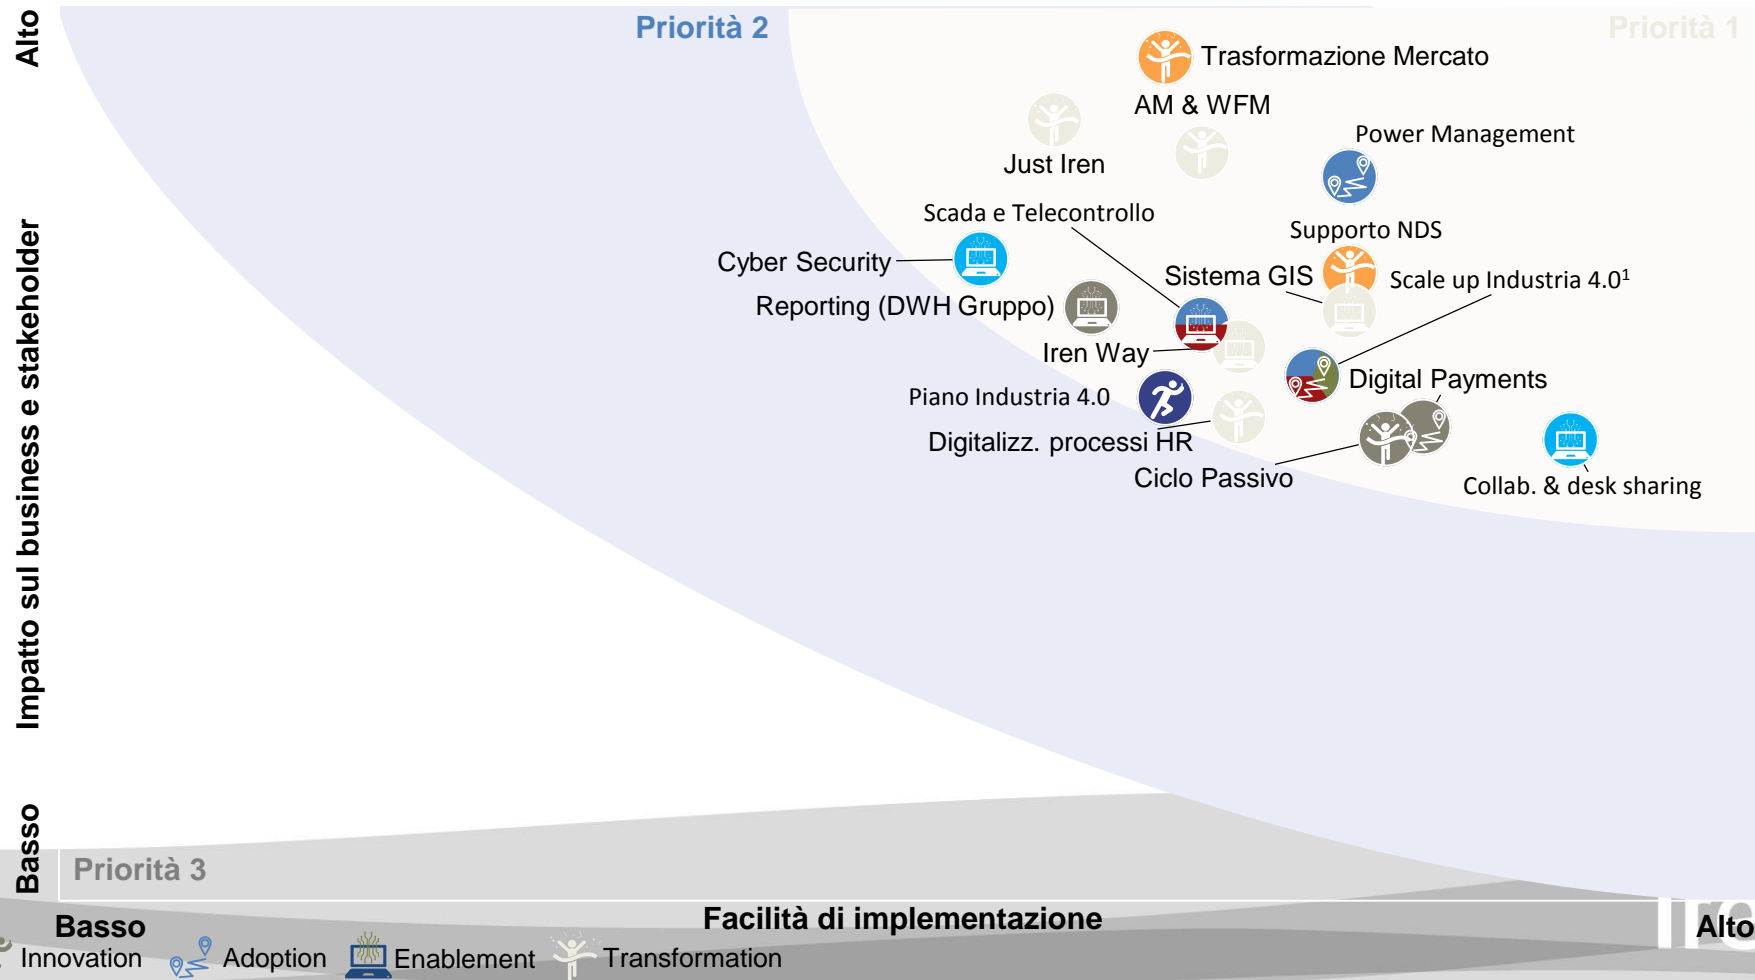 Alto
Priorità 2
Priorità 1
Trasformazione Mercato
AM & WFM
Power Management
Just Iren
Scada e Telecontrollo
Supporto NDS
Cyber Security
Sistema GIS
Scale up Industria 4.0¹
Reporting (DWH Gruppo)
Iren Way
Digital Payments
Piano Industria 4.0
Digitalizz. processi HR
Ciclo Passivo
Collab. & desk sharing
Impatto sul business e stakeholder
Basso
Priorità 3
Basso
Facilità di implementazione
Alto
Innovation
Adoption
Enablement
Transformation